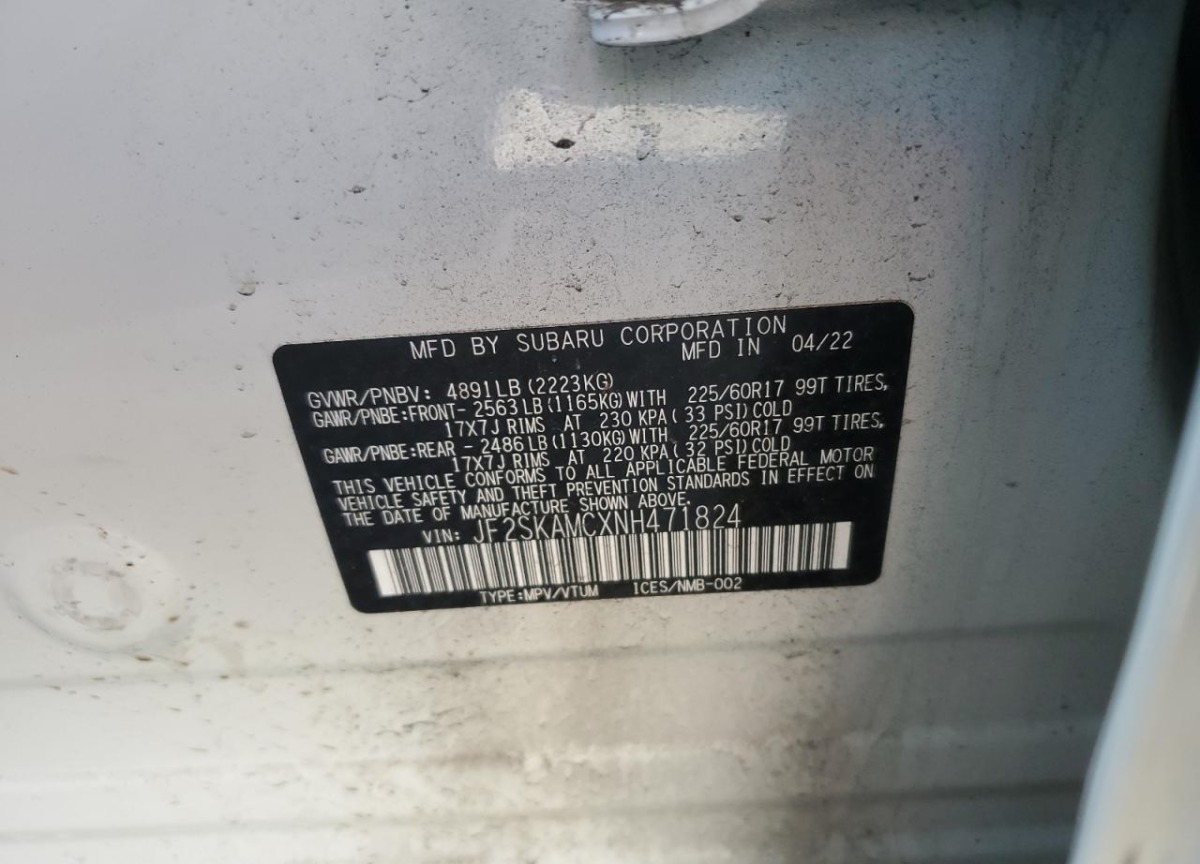 MFD BY SUBARU CORPORATION
MFD IN 04/22
GVWR/PNBV: 4891LB(2223KG)
GAWR/PNBE:FRONT- 2563LB(1165KG)WITH 225/60R17 99T TIRES,
17X7J RIMS AT 230 KPA( 33 PSI)COLD
GAWR/PNBE:REAR - 2486LB(1130KG)WITH 225/60R17 99T TIRES,
17X7J RIMS AT 220 KPA( 32 PSI)COLD
THIS VEHICLE CONFORMS TO ALL APPLICABLE FEDERAL MOTOR
VEHICLE SAFETY AND THEFT PREVENTION STANDARDS IN EFFECT ON
THE DATE OF MANUFACTURE SHOWN ABOVE.
VIN: JF2SKAMCXNH471824
TYPE:MPV/VTUM ICES/NMB-002